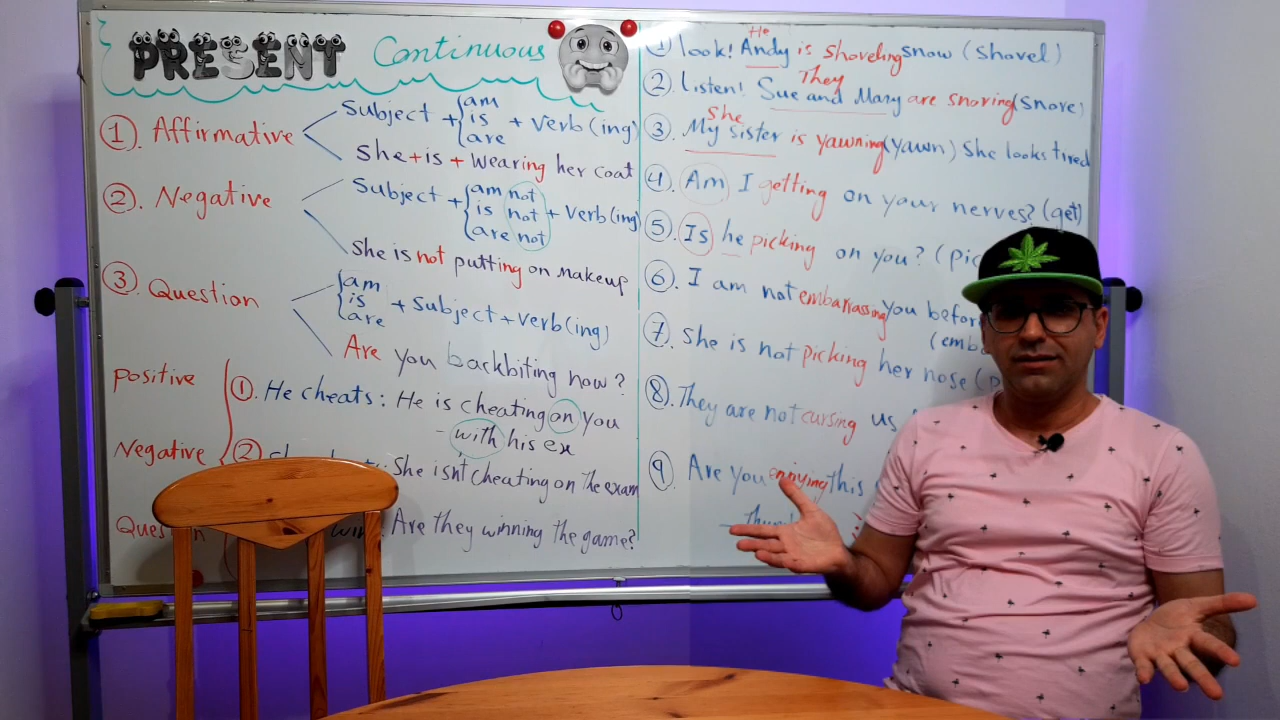 PRESENT Continuous
1). Affirmative
Subject + { am is are + verb (ing)
She+is+ wearing her coat
2). Negative
Subject + { am not is not are not + verb (ing)
She is not putting on makeup
3). Question
{ am is are + subject + verb (ing)
Are you backbiting now?
positive
1). He cheats: He is cheating on you
- with his ex
Negative
2) She isn't cheating on the exam
Are they winning the game?
1) look! Andy is shoveling snow (shovel)
He
2. Listen! Sue and Mary are snoring (snore)
They
3. My sister is yawning (yawn) She looks tired
she
4. Am I getting on your nerves? (get)
5). Is he picking on you? (pic
6. I am not embarrassing you befor
(emb
7. She is not picking her nose (p
8. They are not cursing us
9. Are you enjoying this